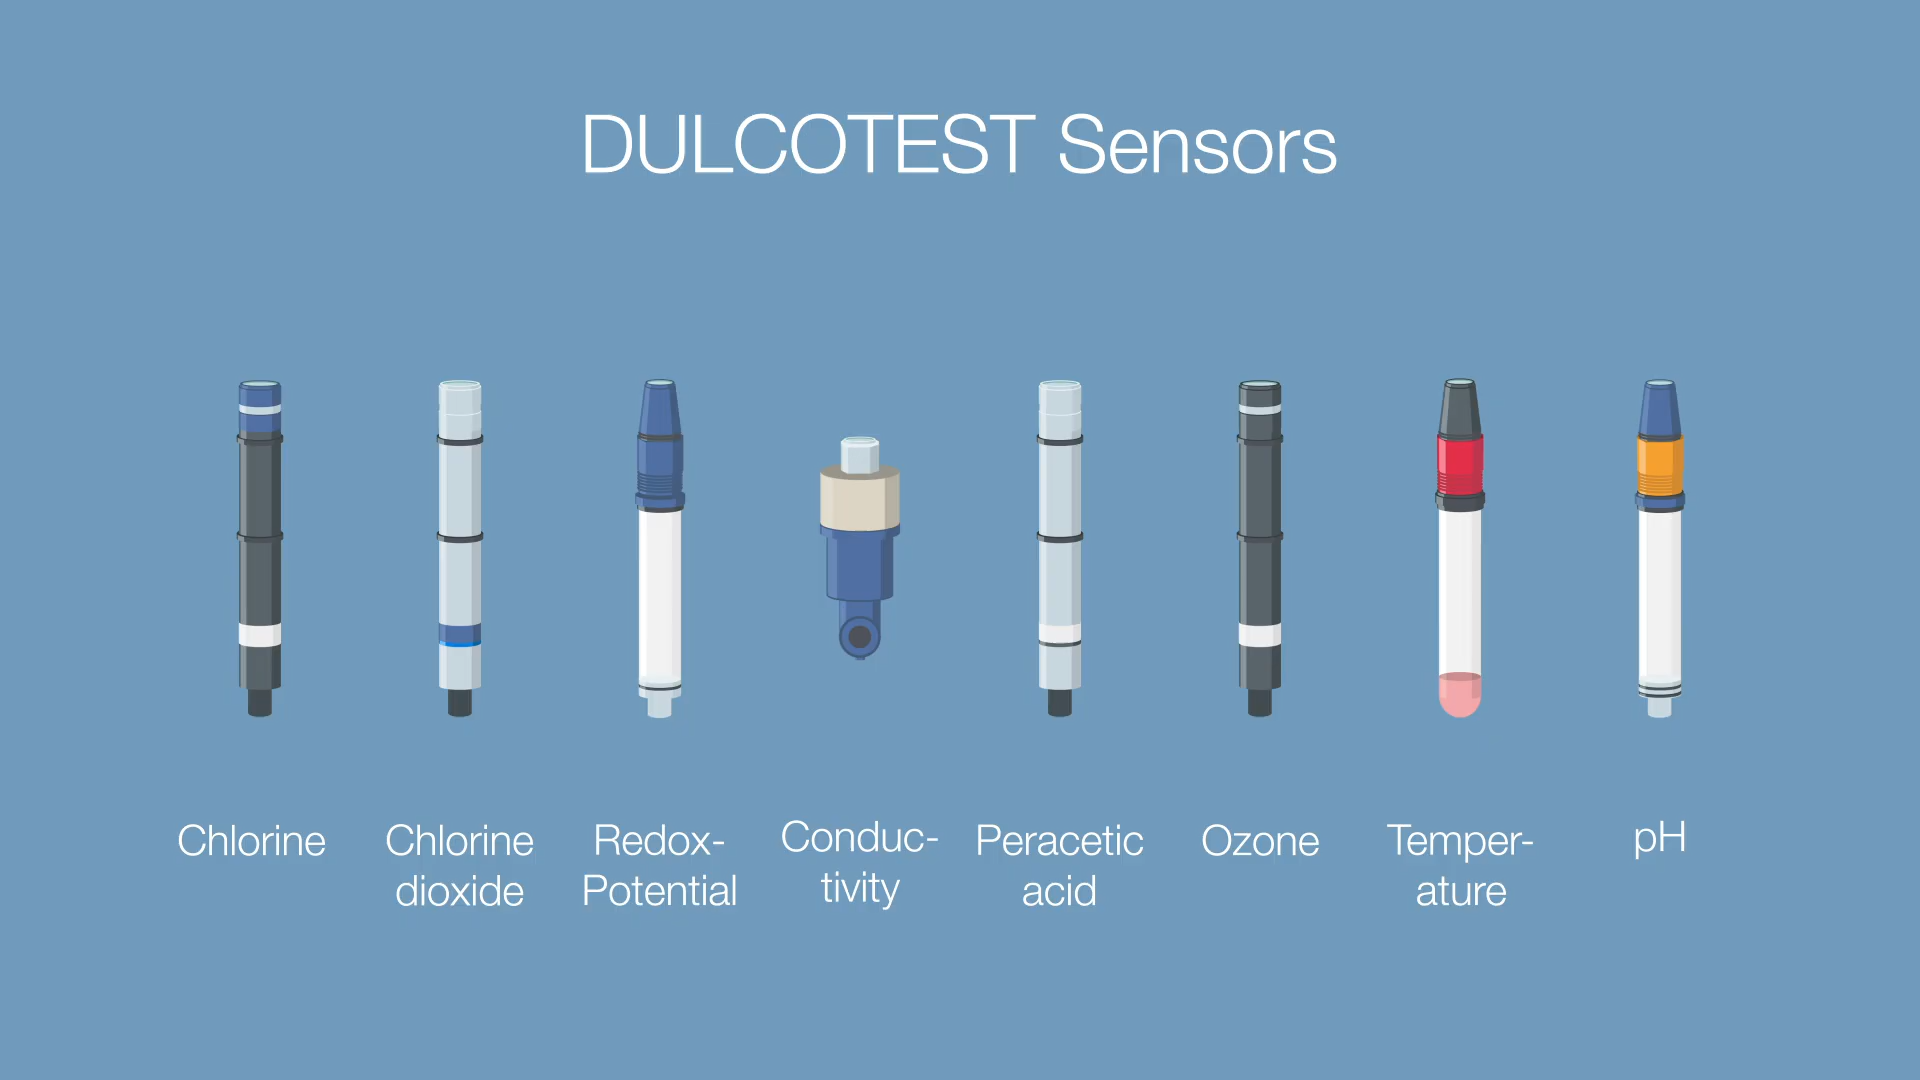 DULCOTEST Sensors
Chlorine
Chlorine
dioxide
Redox-
Potential
Conduc-
tivity
Peracetic
acid
Ozone
Temper-
ature
pH